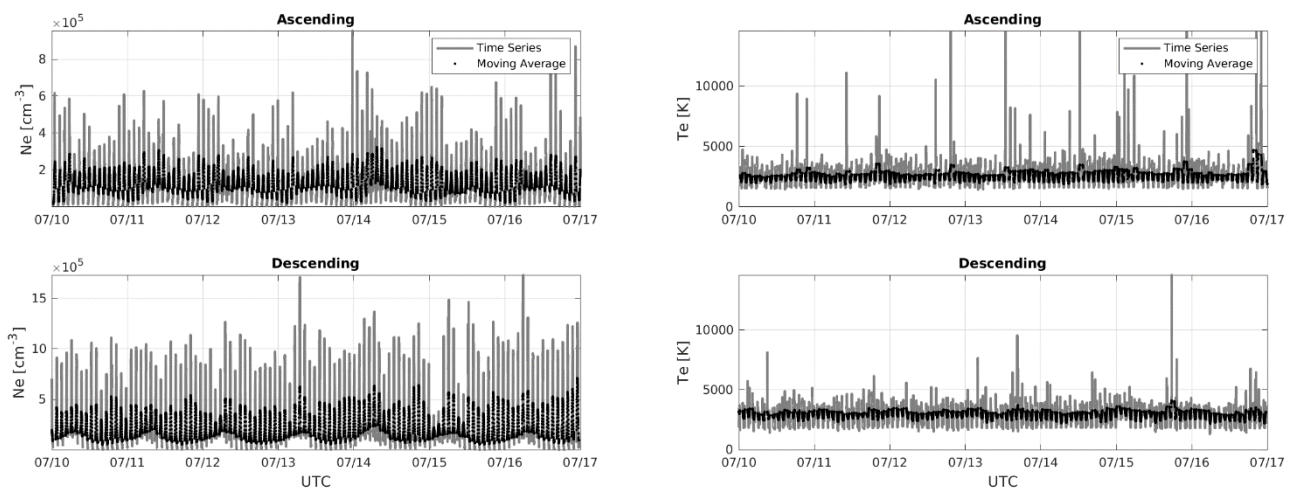 Ascending
×10^5
Ne [cm^-3]
8
6
4
2
Time Series
Moving Average
07/10 07/11 07/12 07/13 07/14 07/15 07/16 07/17
Ascending
Te [K]
10000
5000
0
Time Series
Moving Average
07/10 07/11 07/12 07/13 07/14 07/15 07/16 07/17
Descending
×10^5
Ne [cm^-3]
15
10
5
07/10 07/11 07/12 07/13 07/14 07/15 07/16 07/17
UTC
Descending
Te [K]
10000
5000
0
07/10 07/11 07/12 07/13 07/14 07/15 07/16 07/17
UTC